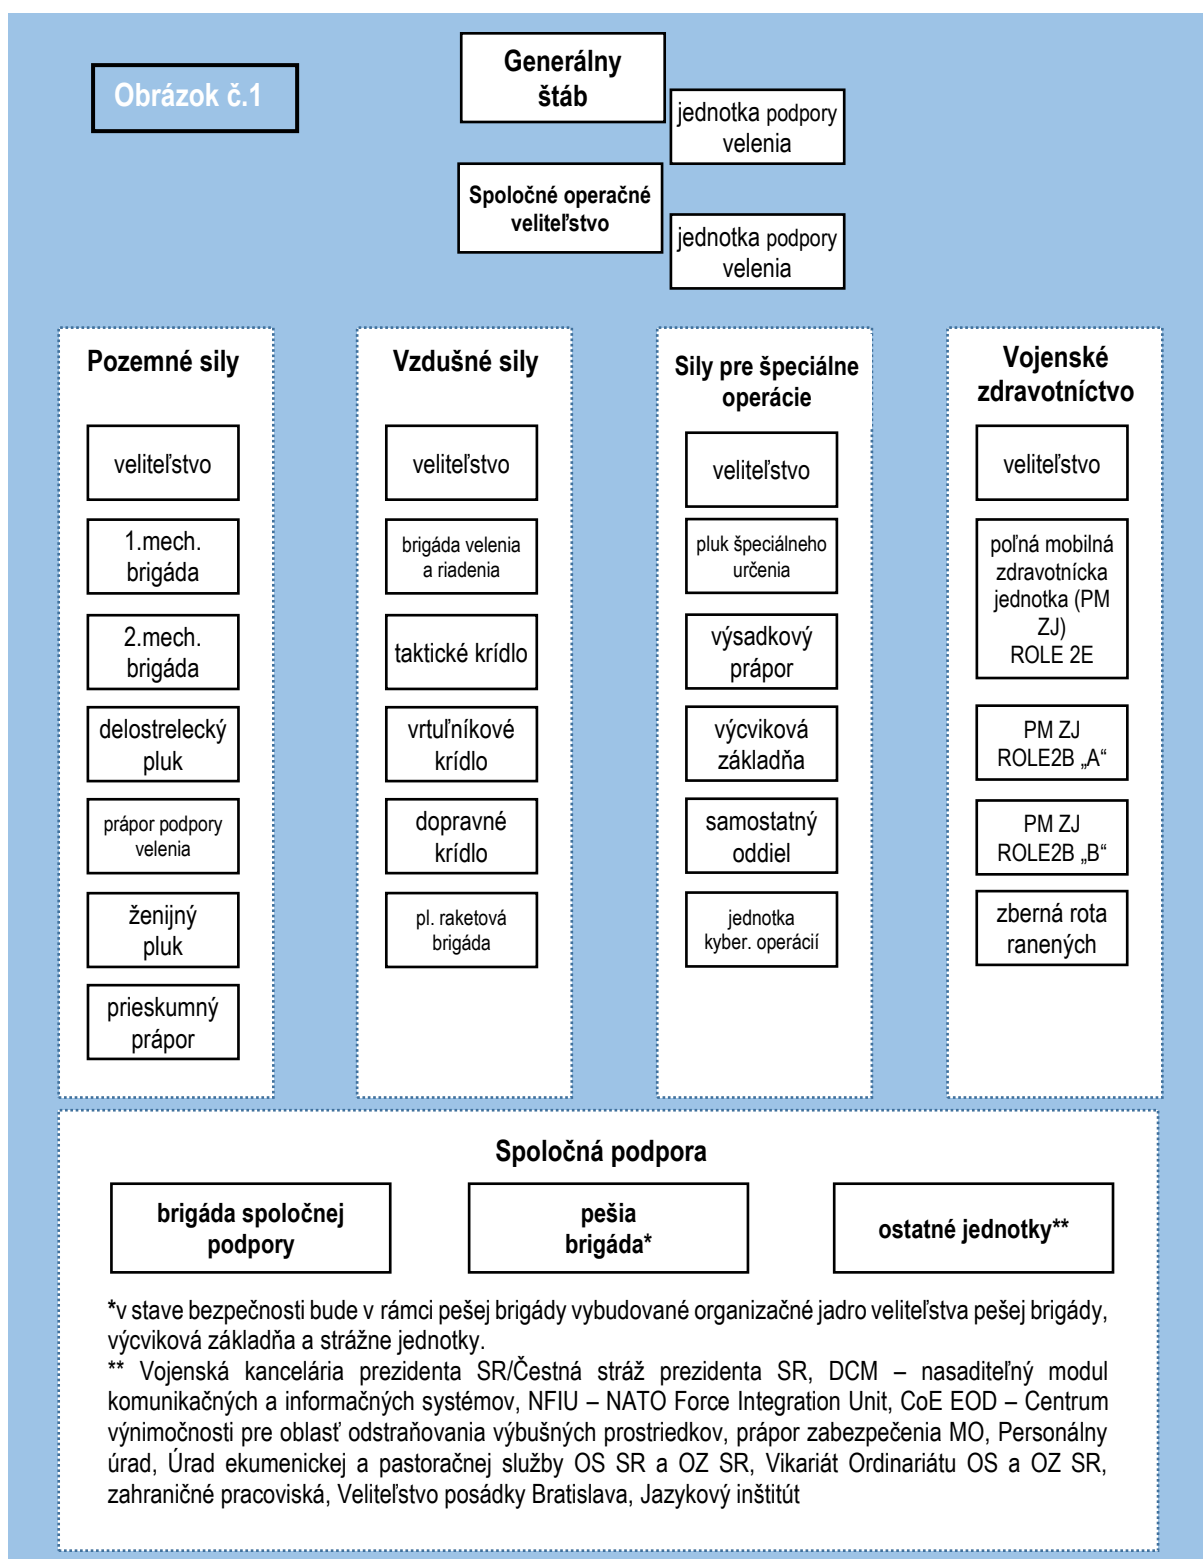 Obrázok č.1
Generálny
štáb
jednotka podpory
velenia
Spoločné operačné
veliteľstvo
jednotka podpory
velenia
Pozemné sily
veliteľstvo
1.mech.
brigáda
2.mech.
brigáda
delostrelecký
pluk
prápor podpory
velenia
ženijný
pluk
prieskumný
prápor
Vzdušné sily
veliteľstvo
brigáda velenia
a riadenia
taktické krídlo
vrtuľníkové
krídlo
dopravné
krídlo
pl. raketová
brigáda
Sily pre špeciálne
operácie
veliteľstvo
pluk špeciálneho
určenia
výsadkový
prápor
výcviková
základňa
samostatný
oddiel
jednotka
kyber. operácií
Vojenské
zdravotníctvo
veliteľstvo
poľná mobilná
zdravotnícka
jednotka (PM
ZJ)
ROLE 2E
PM ZJ
ROLE2B „A“
PM ZJ
ROLE2B „B“
zberná rota
ranených
Spoločná podpora
brigáda spoločnej
podpory
pešia
brigáda*
ostatné jednotky**
*v stave bezpečnosti bude v rámci pešej brigády vybudované organizačné jadro veliteľstva pešej brigády,
výcviková základňa a strážne jednotky.
** Vojenská kancelária prezidenta SR/Čestná stráž prezidenta SR, DCM – nasaditeľný modul
komunikačných a informačných systémov, NFIU – NATO Force Integration Unit, CoE EOD – Centrum
výnimočnosti pre oblasť odstraňovania výbušných prostriedkov, prápor zabezpečenia MO, Personálny
úrad, Úrad ekumenickej a pastoračnej služby OS SR a OZ SR, Vikariát Ordinariátu OS a OZ SR,
zahraničné pracoviská, Veliteľstvo posádky Bratislava, Jazykový inštitút